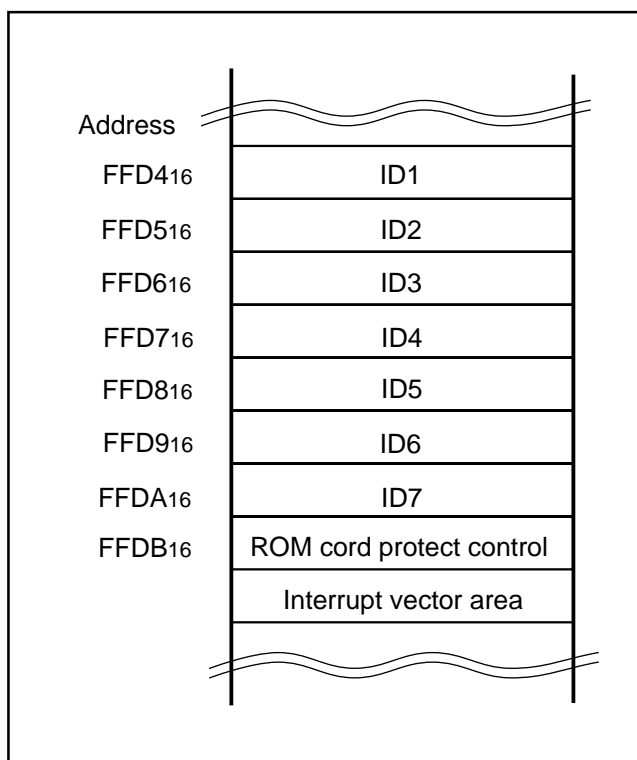 Address
FFD4₁₆ ID1
FFD5₁₆ ID2
FFD6₁₆ ID3
FFD7₁₆ ID4
FFD8₁₆ ID5
FFD9₁₆ ID6
FFDA₁₆ ID7
FFDB₁₆ ROM cord protect control
Interrupt vector area